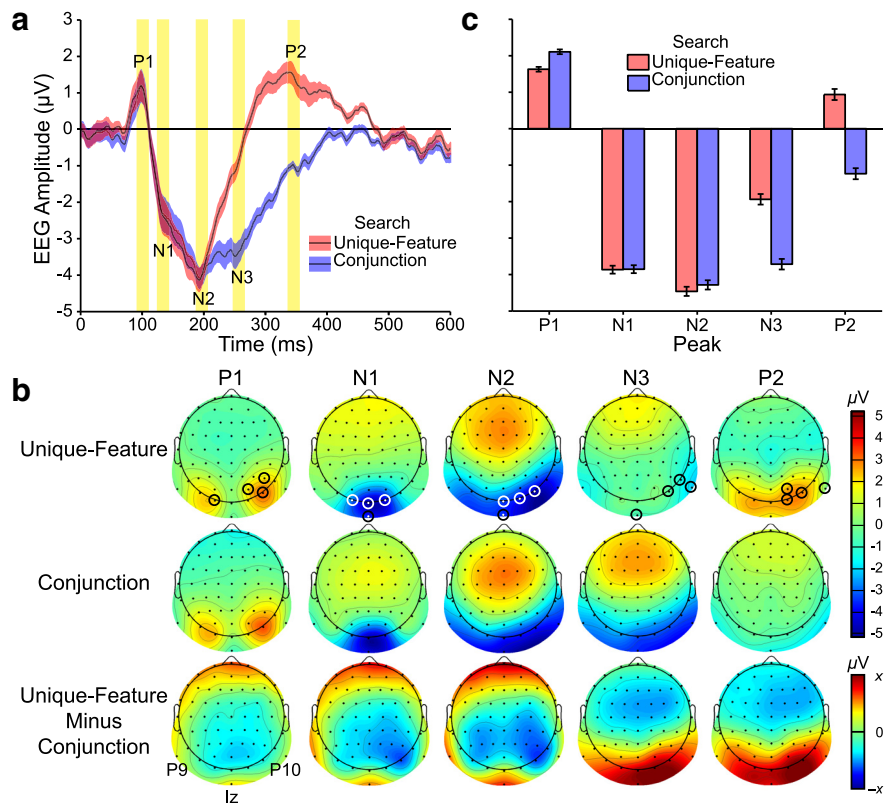 a
3
2
1
0
-1
-2
-3
-4
-5
EEG Amplitude (μV)
P1
P2
N1
N2
N3
Search
Unique-Feature
Conjunction
0 100 200 300 400 500 600
Time (ms)
c
Search
Unique-Feature
Conjunction
P1 N1 N2 N3 P2
Peak
b
P1 N1 N2 N3 P2
Unique-Feature
Conjunction
Unique-Feature
Minus
Conjunction
P9 P10
Iz
μV
5
4
3
2
1
0
-1
-2
-3
-4
-5
μV
x
0
-x